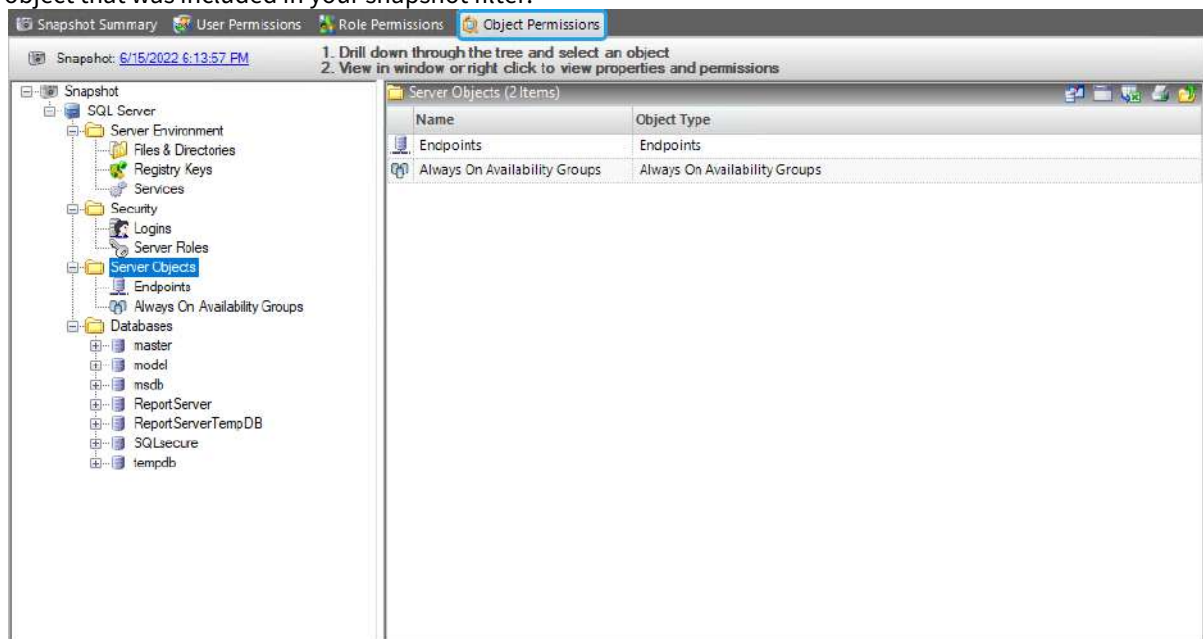 object that was included in your snapshot filter.
Snapshot Summary User Permissions Role Permissions Object Permissions
Snapshot: 6/15/2022 6:13:57 PM
1. Drill down through the tree and select an object
2. View in window or right click to view properties and permissions
Snapshot
SQL Server
Server Environment
Files & Directories
Registry Keys
Services
Security
Logins
Server Roles
Server Objects
Endpoints
Always On Availability Groups
Databases
master
model
msdb
ReportServer
ReportServerTempDB
SQLsecure
tempdb
Server Objects (2 Items)
Name Object Type
Endpoints Endpoints
Always On Availability Groups Always On Availability Groups